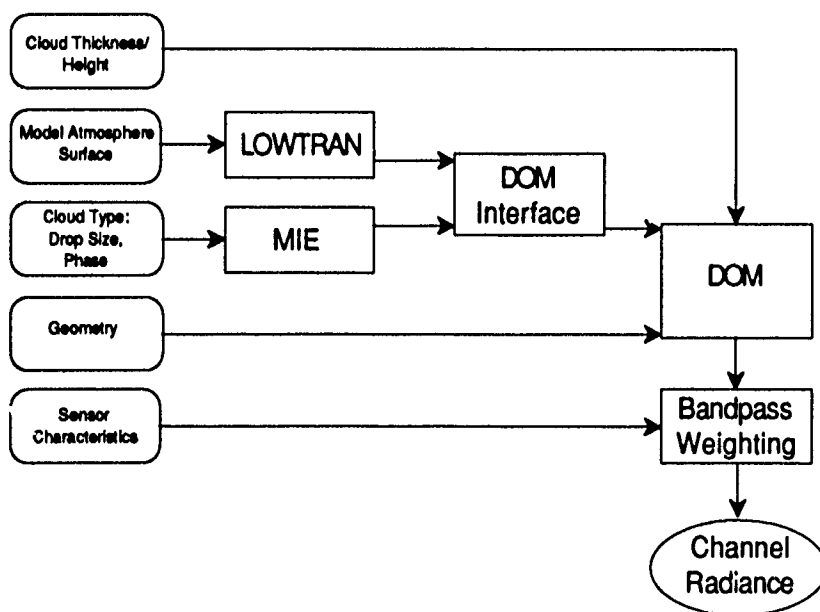 Cloud Thickness/
Height
Model Atmosphere
Surface
LOWTRAN
DOM
Interface
Cloud Type:
Drop Size,
Phase
MIE
DOM
Geometry
Sensor
Characteristics
Bandpass
Weighting
Channel
Radiance